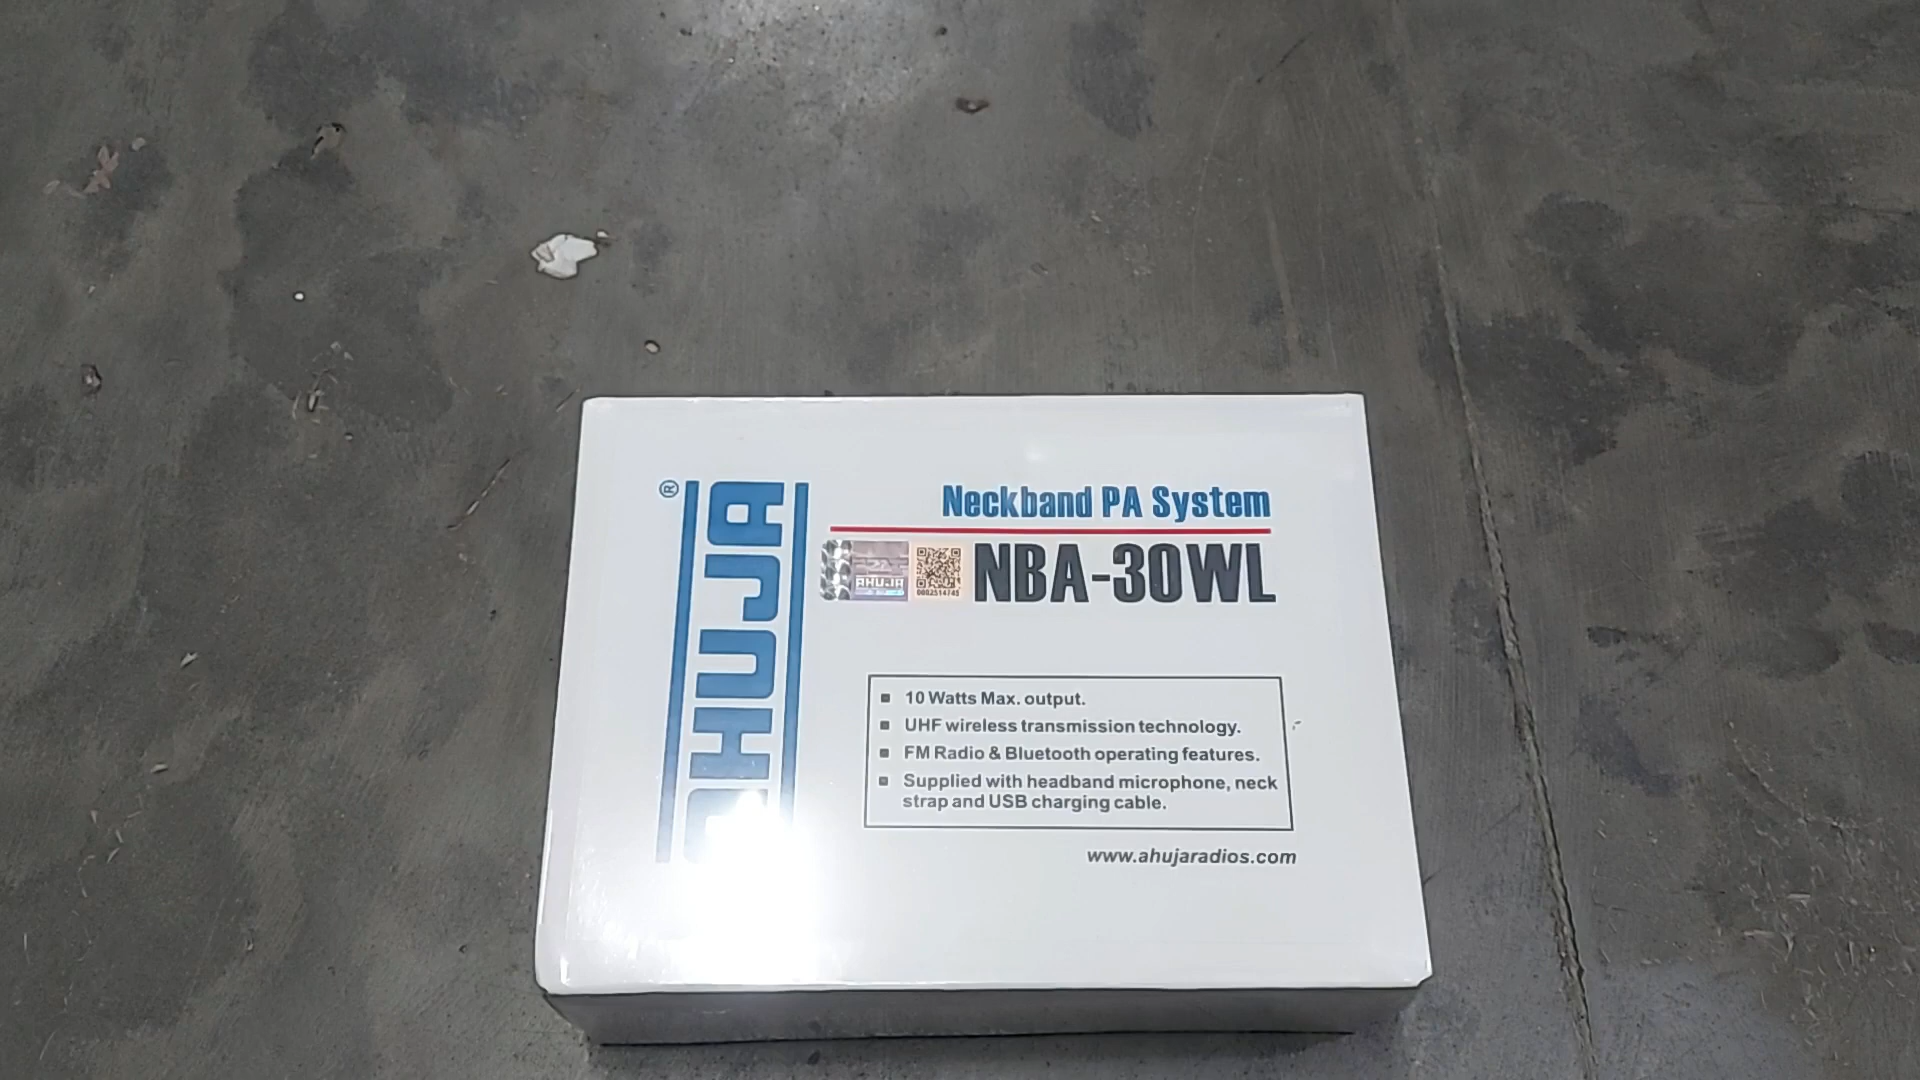 AHUJA®
Neckband PA System
NBA-30WL
AHUJA
0002514745
10 Watts Max. output.
UHF wireless transmission technology.
FM Radio & Bluetooth operating features.
Supplied with headband microphone, neck
strap and USB charging cable.
www.ahujaradios.com